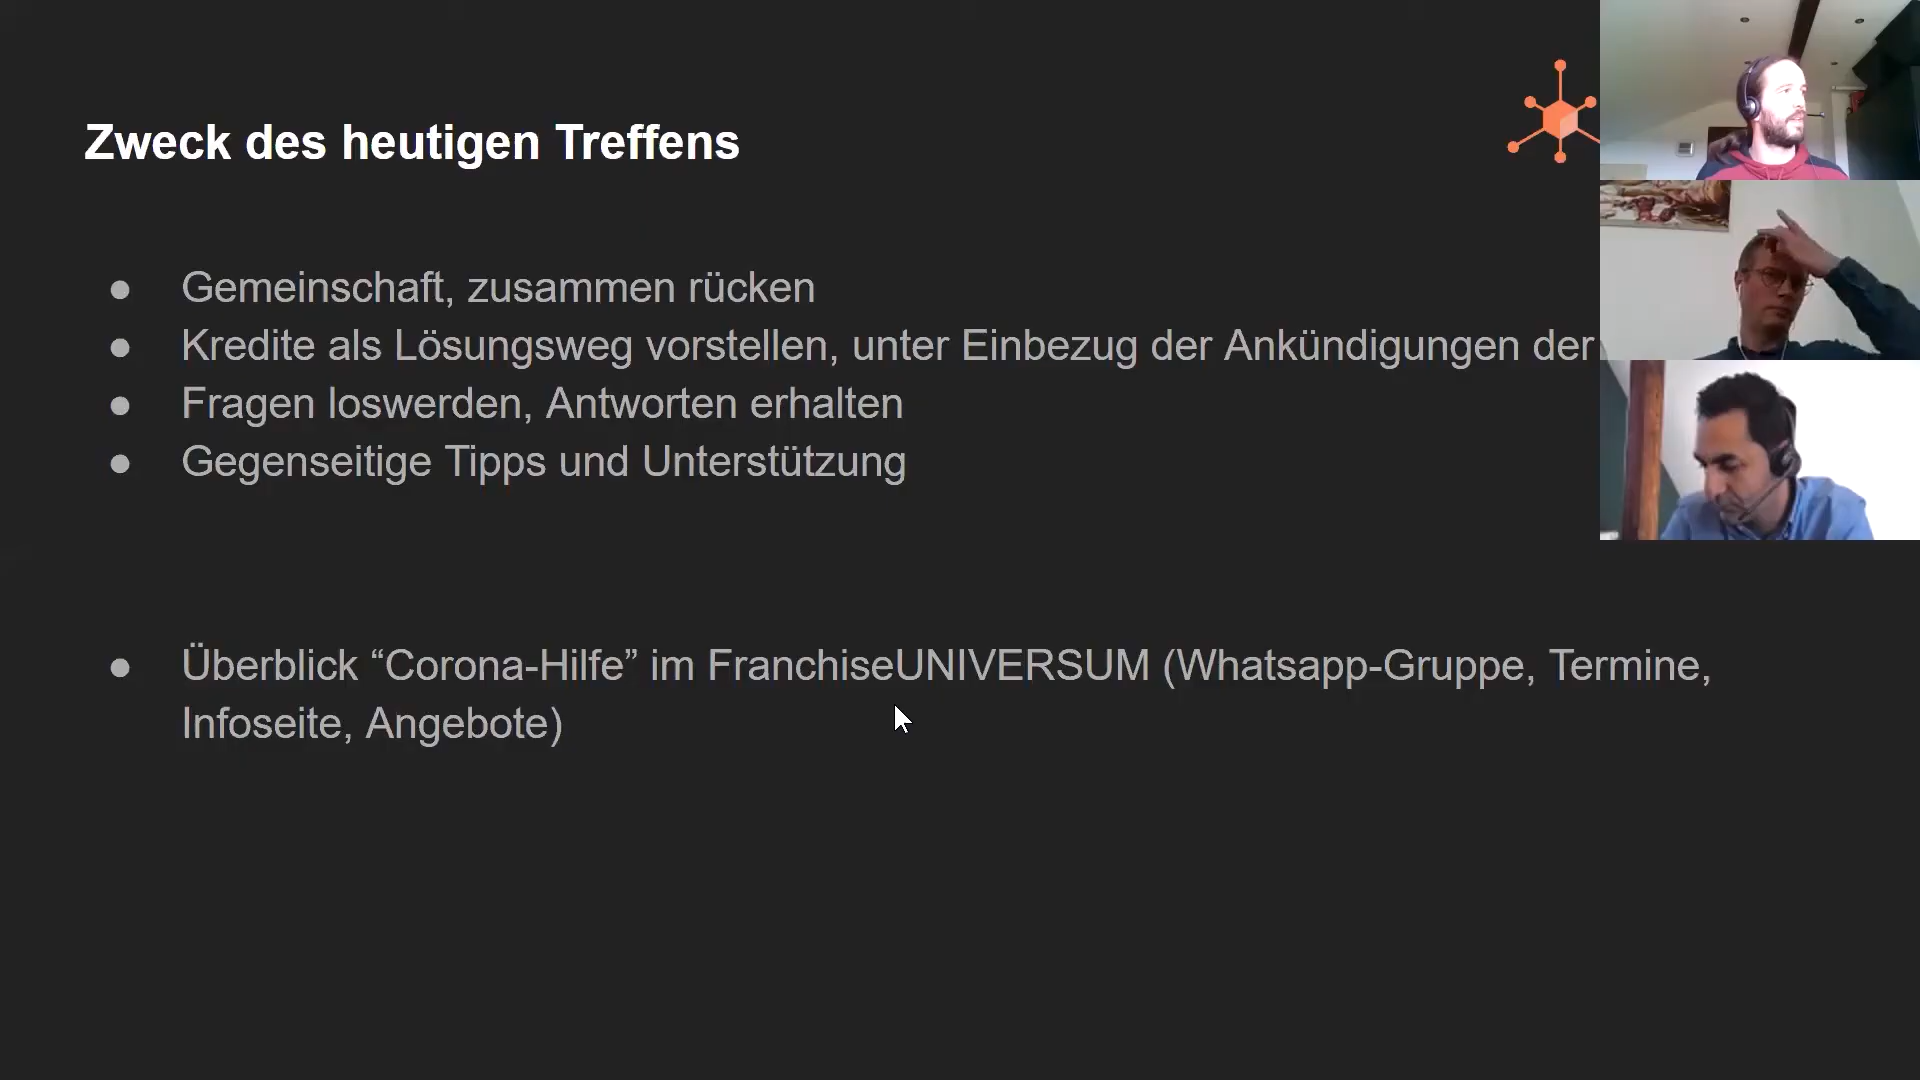 Zweck des heutigen Treffens
● Gemeinschaft, zusammen rücken
● Kredite als Lösungsweg vorstellen, unter Einbezug der Ankündigungen der
● Fragen loswerden, Antworten erhalten
● Gegenseitige Tipps und Unterstützung
● Überblick “Corona-Hilfe” im FranchiseUNIVERSUM (Whatsapp-Gruppe, Termine,
Infoseite, Angebote)